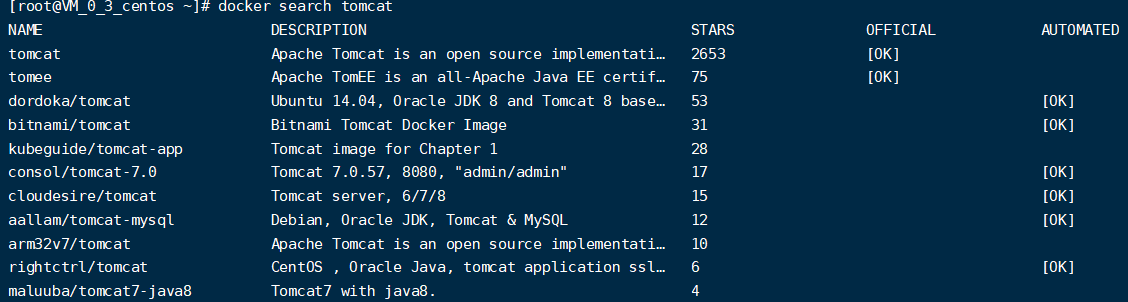 [root@VM_0_3_centos ~]# docker search tomcat
NAME DESCRIPTION STARS OFFICIAL AUTOMATED
tomcat Apache Tomcat is an open source implementati… 2653 [OK]
tomee Apache TomEE is an all-Apache Java EE certif… 75 [OK]
dordoka/tomcat Ubuntu 14.04, Oracle JDK 8 and Tomcat 8 base… 53 [OK]
bitnami/tomcat Bitnami Tomcat Docker Image 31 [OK]
kubeguide/tomcat-app Tomcat image for Chapter 1 28
consol/tomcat-7.0 Tomcat 7.0.57, 8080, "admin/admin" 17 [OK]
cloudesire/tomcat Tomcat server, 6/7/8 15 [OK]
aallam/tomcat-mysql Debian, Oracle JDK, Tomcat & MySQL 12 [OK]
arm32v7/tomcat Apache Tomcat is an open source implementati… 10
rightctrl/tomcat CentOS , Oracle Java, tomcat application ssl… 6 [OK]
maluuba/tomcat7-java8 Tomcat7 with java8. 4